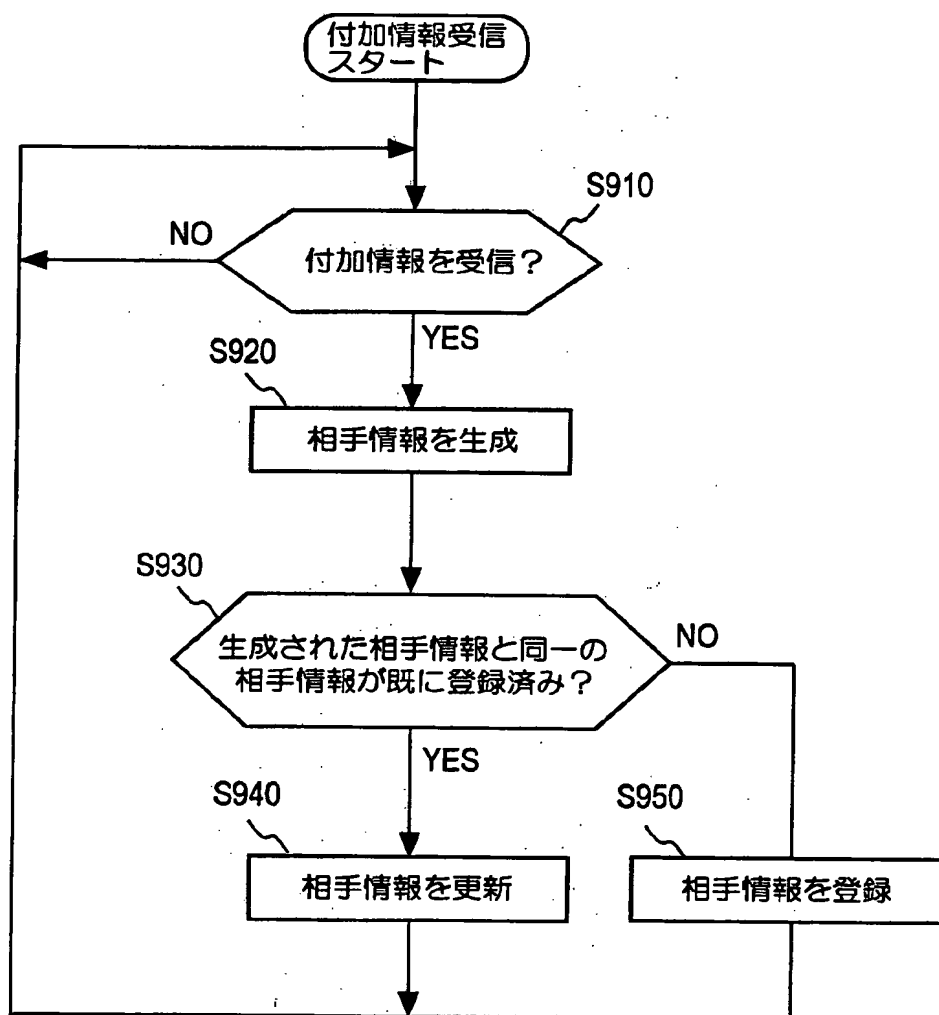 付加情報受信
スタート
S910
NO
付加情報を受信？
YES
S920
相手情報を生成
S930
NO
生成された相手情報と同一の
相手情報が既に登録済み？
YES
S940
S950
相手情報を更新
相手情報を登録